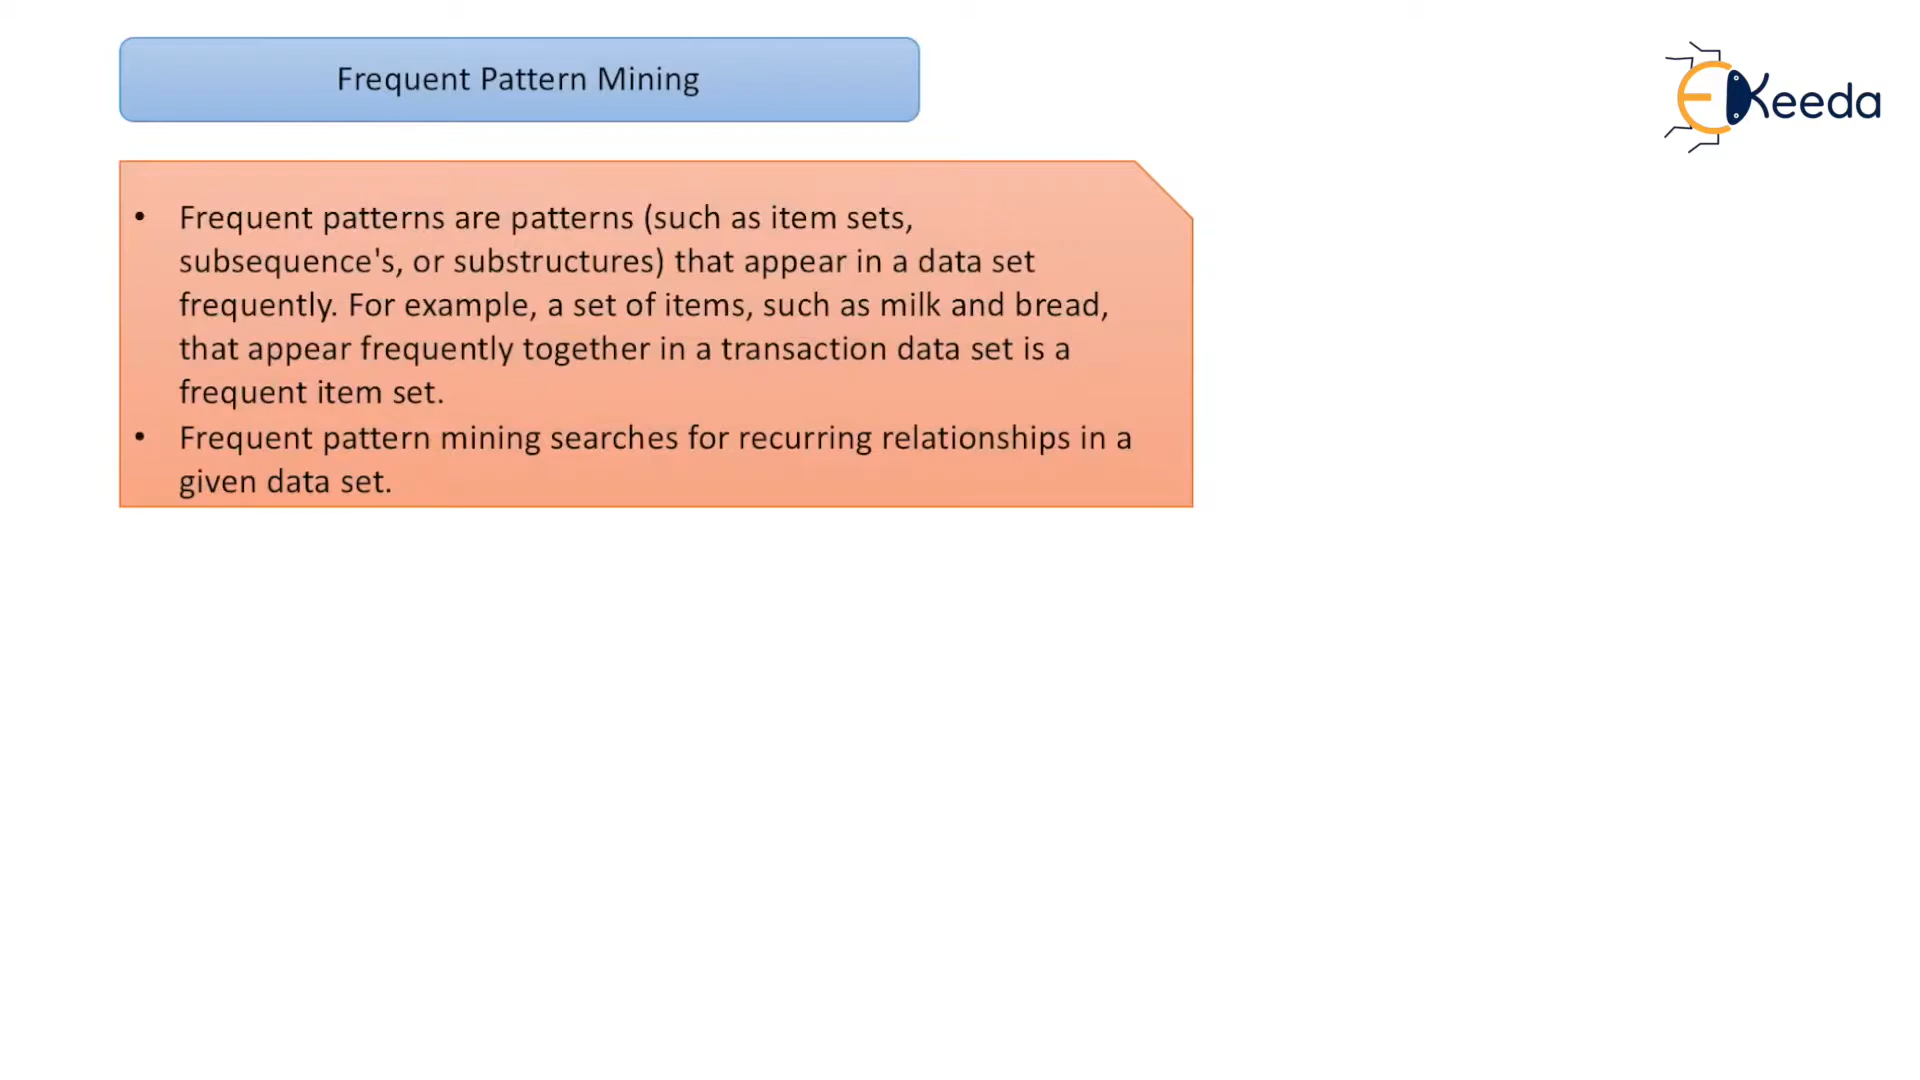 Frequent Pattern Mining
EKeeda
• Frequent patterns are patterns (such as item sets,
subsequence's, or substructures) that appear in a data set
frequently. For example, a set of items, such as milk and bread,
that appear frequently together in a transaction data set is a
frequent item set.
• Frequent pattern mining searches for recurring relationships in a
given data set.